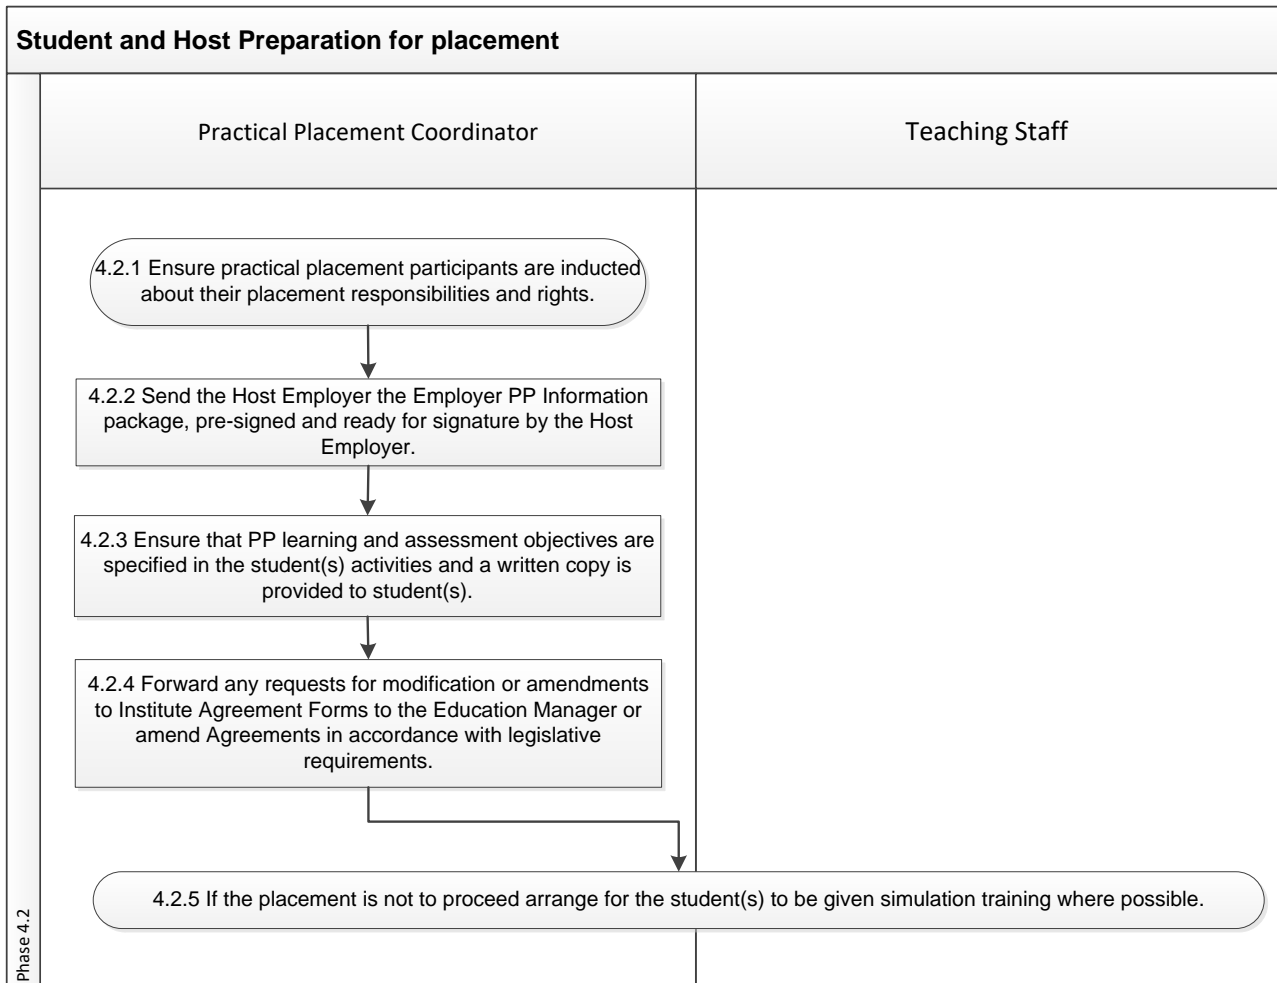 Student and Host Preparation for placement
Practical Placement Coordinator
Teaching Staff
4.2.1 Ensure practical placement participants are inducted
about their placement responsibilities and rights.
4.2.2 Send the Host Employer the Employer PP Information
package, pre-signed and ready for signature by the Host
Employer.
4.2.3 Ensure that PP learning and assessment objectives are
specified in the student(s) activities and a written copy is
provided to student(s).
4.2.4 Forward any requests for modification or amendments
to Institute Agreement Forms to the Education Manager or
amend Agreements in accordance with legislative
requirements.
4.2.5 If the placement is not to proceed arrange for the student(s) to be given simulation training where possible.
Phase 4.2